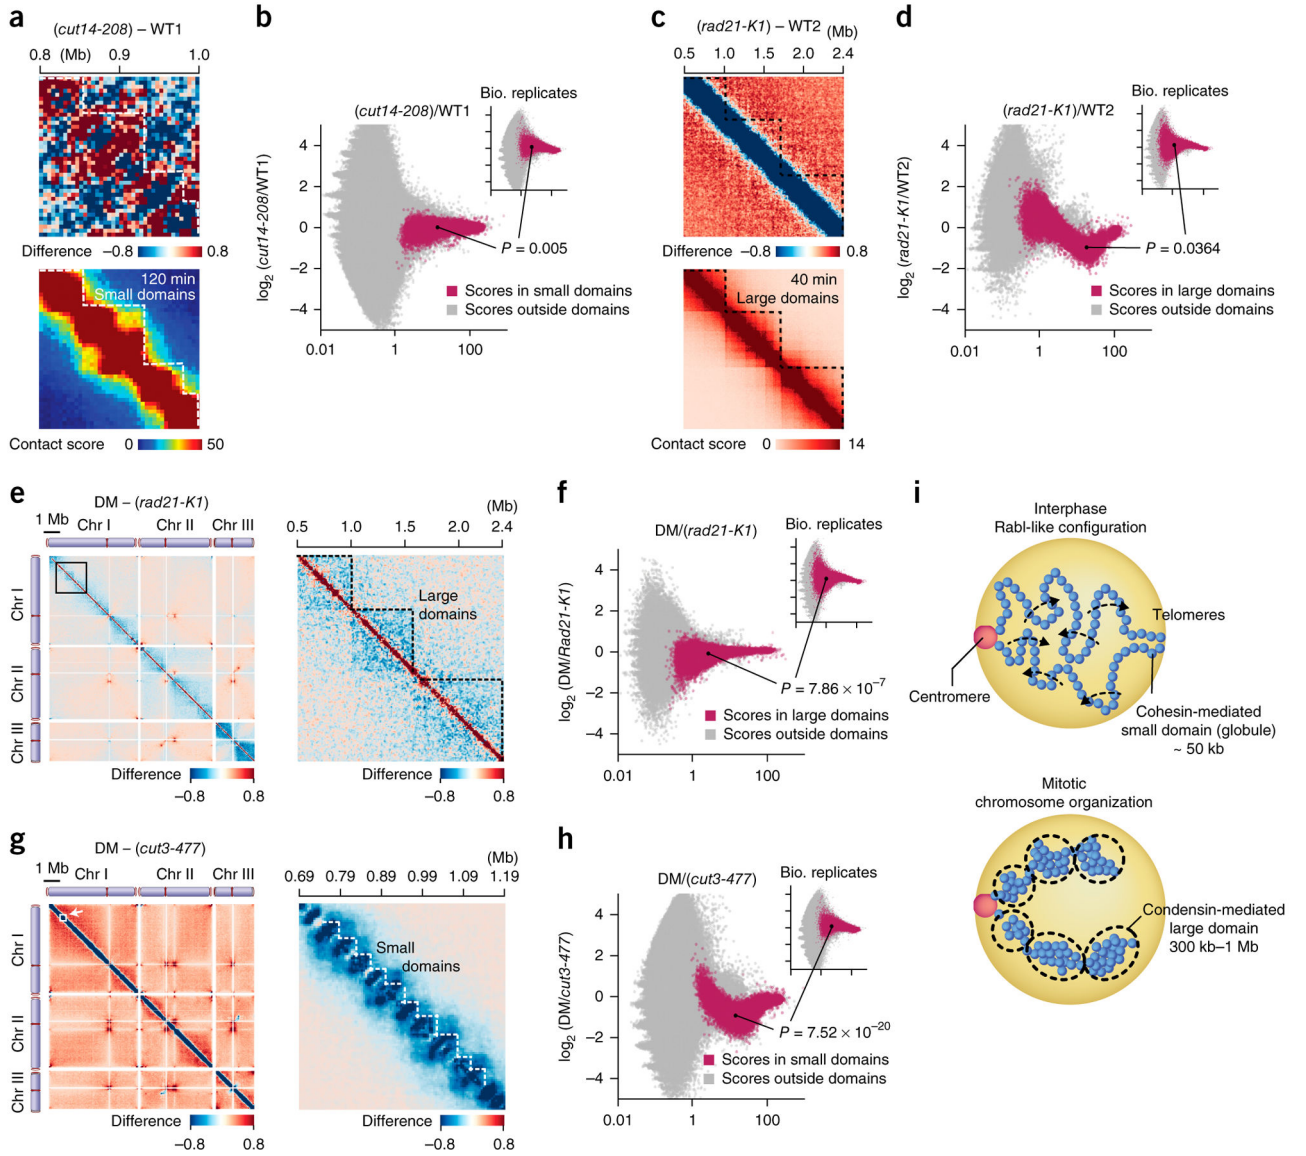 a
(cut14-208) – WT1
0.8 (Mb) 0.9 1.0
Difference –0.8 0.8
120 min
Small domains
Contact score 0 50
b
(cut14-208)/WT1
Bio. replicates
log2 (cut14-208/WT1)
4
2
0
–2
–4
P = 0.005
Scores in small domains
Scores outside domains
0.01 1 100
c
(rad21-K1) – WT2 (Mb)
0.5 1.0 1.5 2.0 2.4
Difference –0.8 0.8
40 min
Large domains
Contact score 0 14
d
(rad21-K1)/WT2
Bio. replicates
log2 (rad21-K1/WT2)
4
2
0
–2
–4
P = 0.0364
Scores in large domains
Scores outside domains
0.01 1 100
e
DM – (rad21-K1)
1 Mb Chr I Chr II Chr III
Chr I
Chr II
Chr III
Difference
–0.8 0.8
(Mb)
0.5 1.0 1.5 2.0 2.4
Large
domains
Difference
–0.8 0.8
f
DM/(rad21-K1)
Bio. replicates
log2 (DM/Rad21-K1)
4
2
0
–2
–4
P = 7.86 × 10–7
Scores in large domains
Scores outside domains
0.01 1 100
g
DM – (cut3-477)
1 Mb Chr I Chr II Chr III
Chr I
Chr II
Chr III
Difference
–0.8 0.8
(Mb)
0.69 0.79 0.89 0.99 1.09 1.19
Small
domains
Difference
–0.8 0.8
h
DM/(cut3-477)
Bio. replicates
log2 (DM/cut3-477)
4
2
0
–2
–4
P = 7.52 × 10–20
Scores in small domains
Scores outside domains
0.01 1 100
i
Interphase
Rabl-like configuration
Telomeres
Centromere
Cohesin-mediated
small domain (globule)
~ 50 kb
Mitotic
chromosome organization
Condensin-mediated
large domain
300 kb–1 Mb